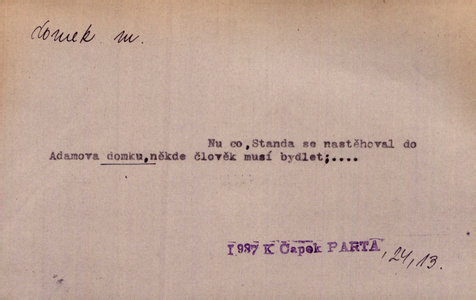 domek m.
Nu co,Standa se nastěhoval do
Adamova domku,někde člověk musí bydlet;....
1937 K Čapek PARTA ,24,13.